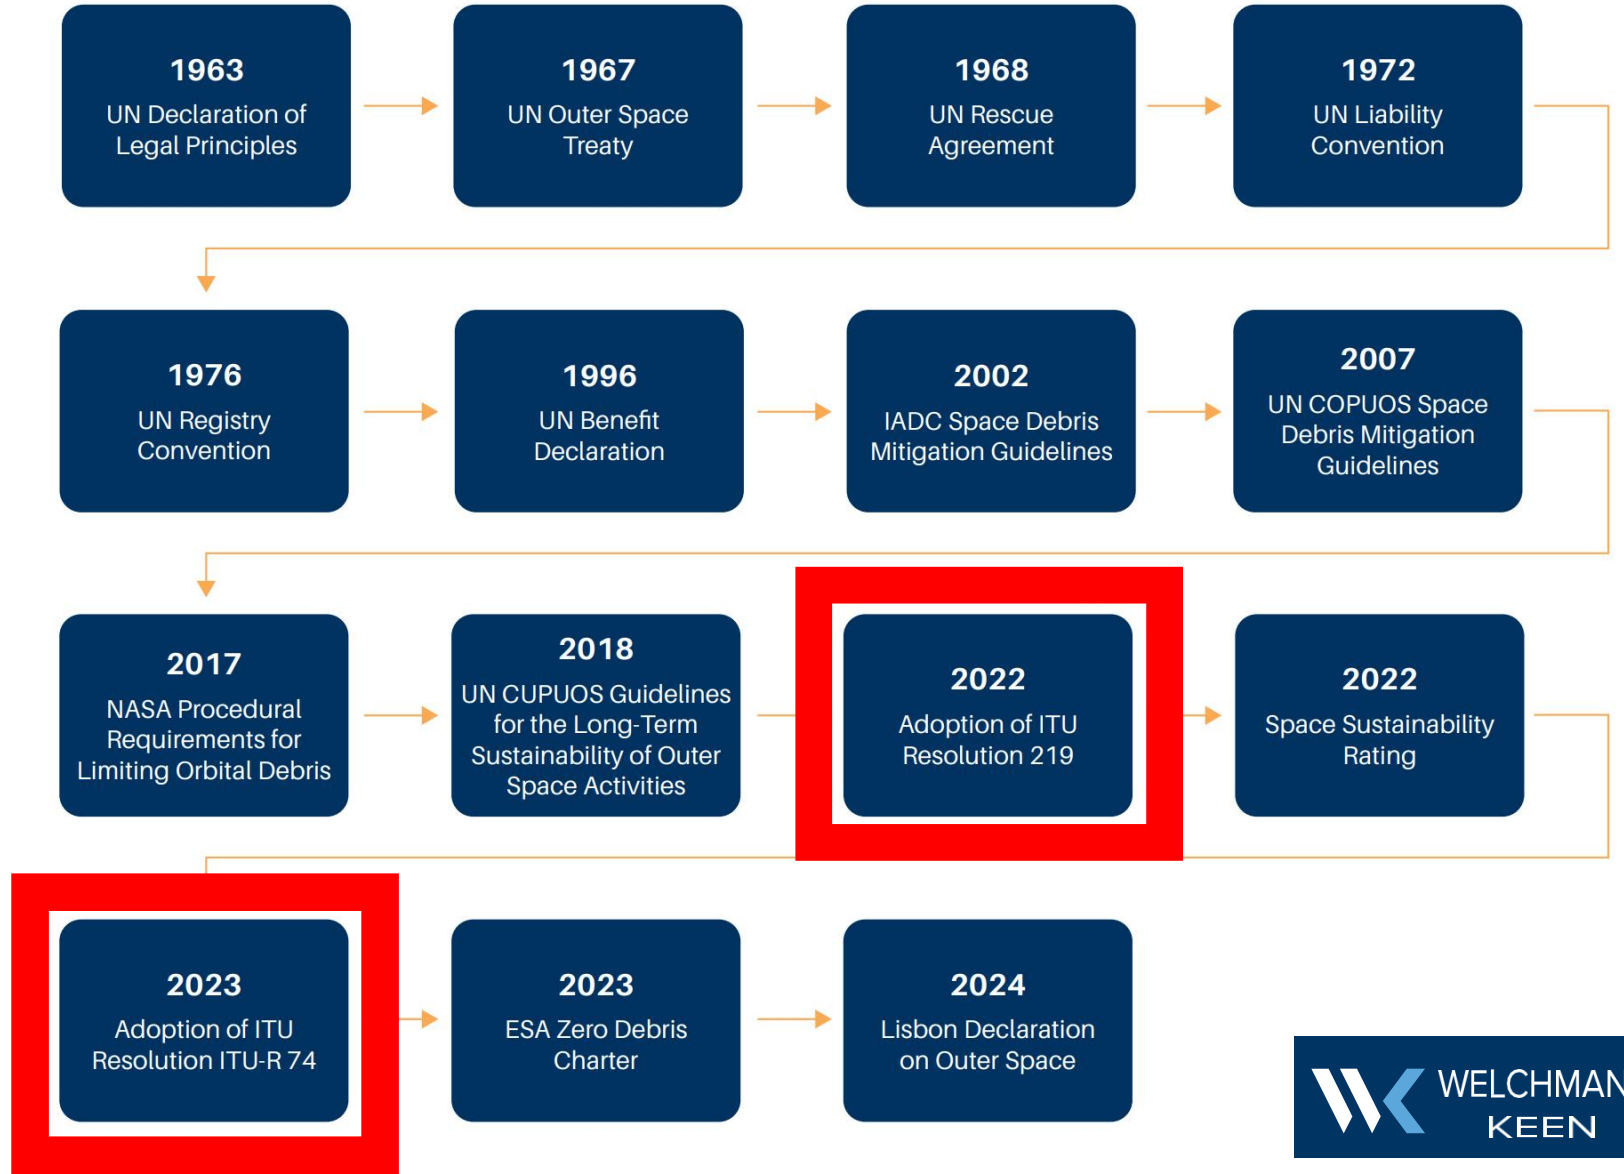 1963
UN Declaration of
Legal Principles
1967
UN Outer Space
Treaty
1968
UN Rescue
Agreement
1972
UN Liability
Convention
1976
UN Registry
Convention
1996
UN Benefit
Declaration
2002
IADC Space Debris
Mitigation Guidelines
2007
UN COPUOS Space
Debris Mitigation
Guidelines
2017
NASA Procedural
Requirements for
Limiting Orbital Debris
2018
UN CUPUOS Guidelines
for the Long-Term
Sustainability of Outer
Space Activities
2022
Adoption of ITU
Resolution 219
2022
Space Sustainability
Rating
2023
Adoption of ITU
Resolution ITU-R 74
2023
ESA Zero Debris
Charter
2024
Lisbon Declaration
on Outer Space
WELCHMAN
KEEN